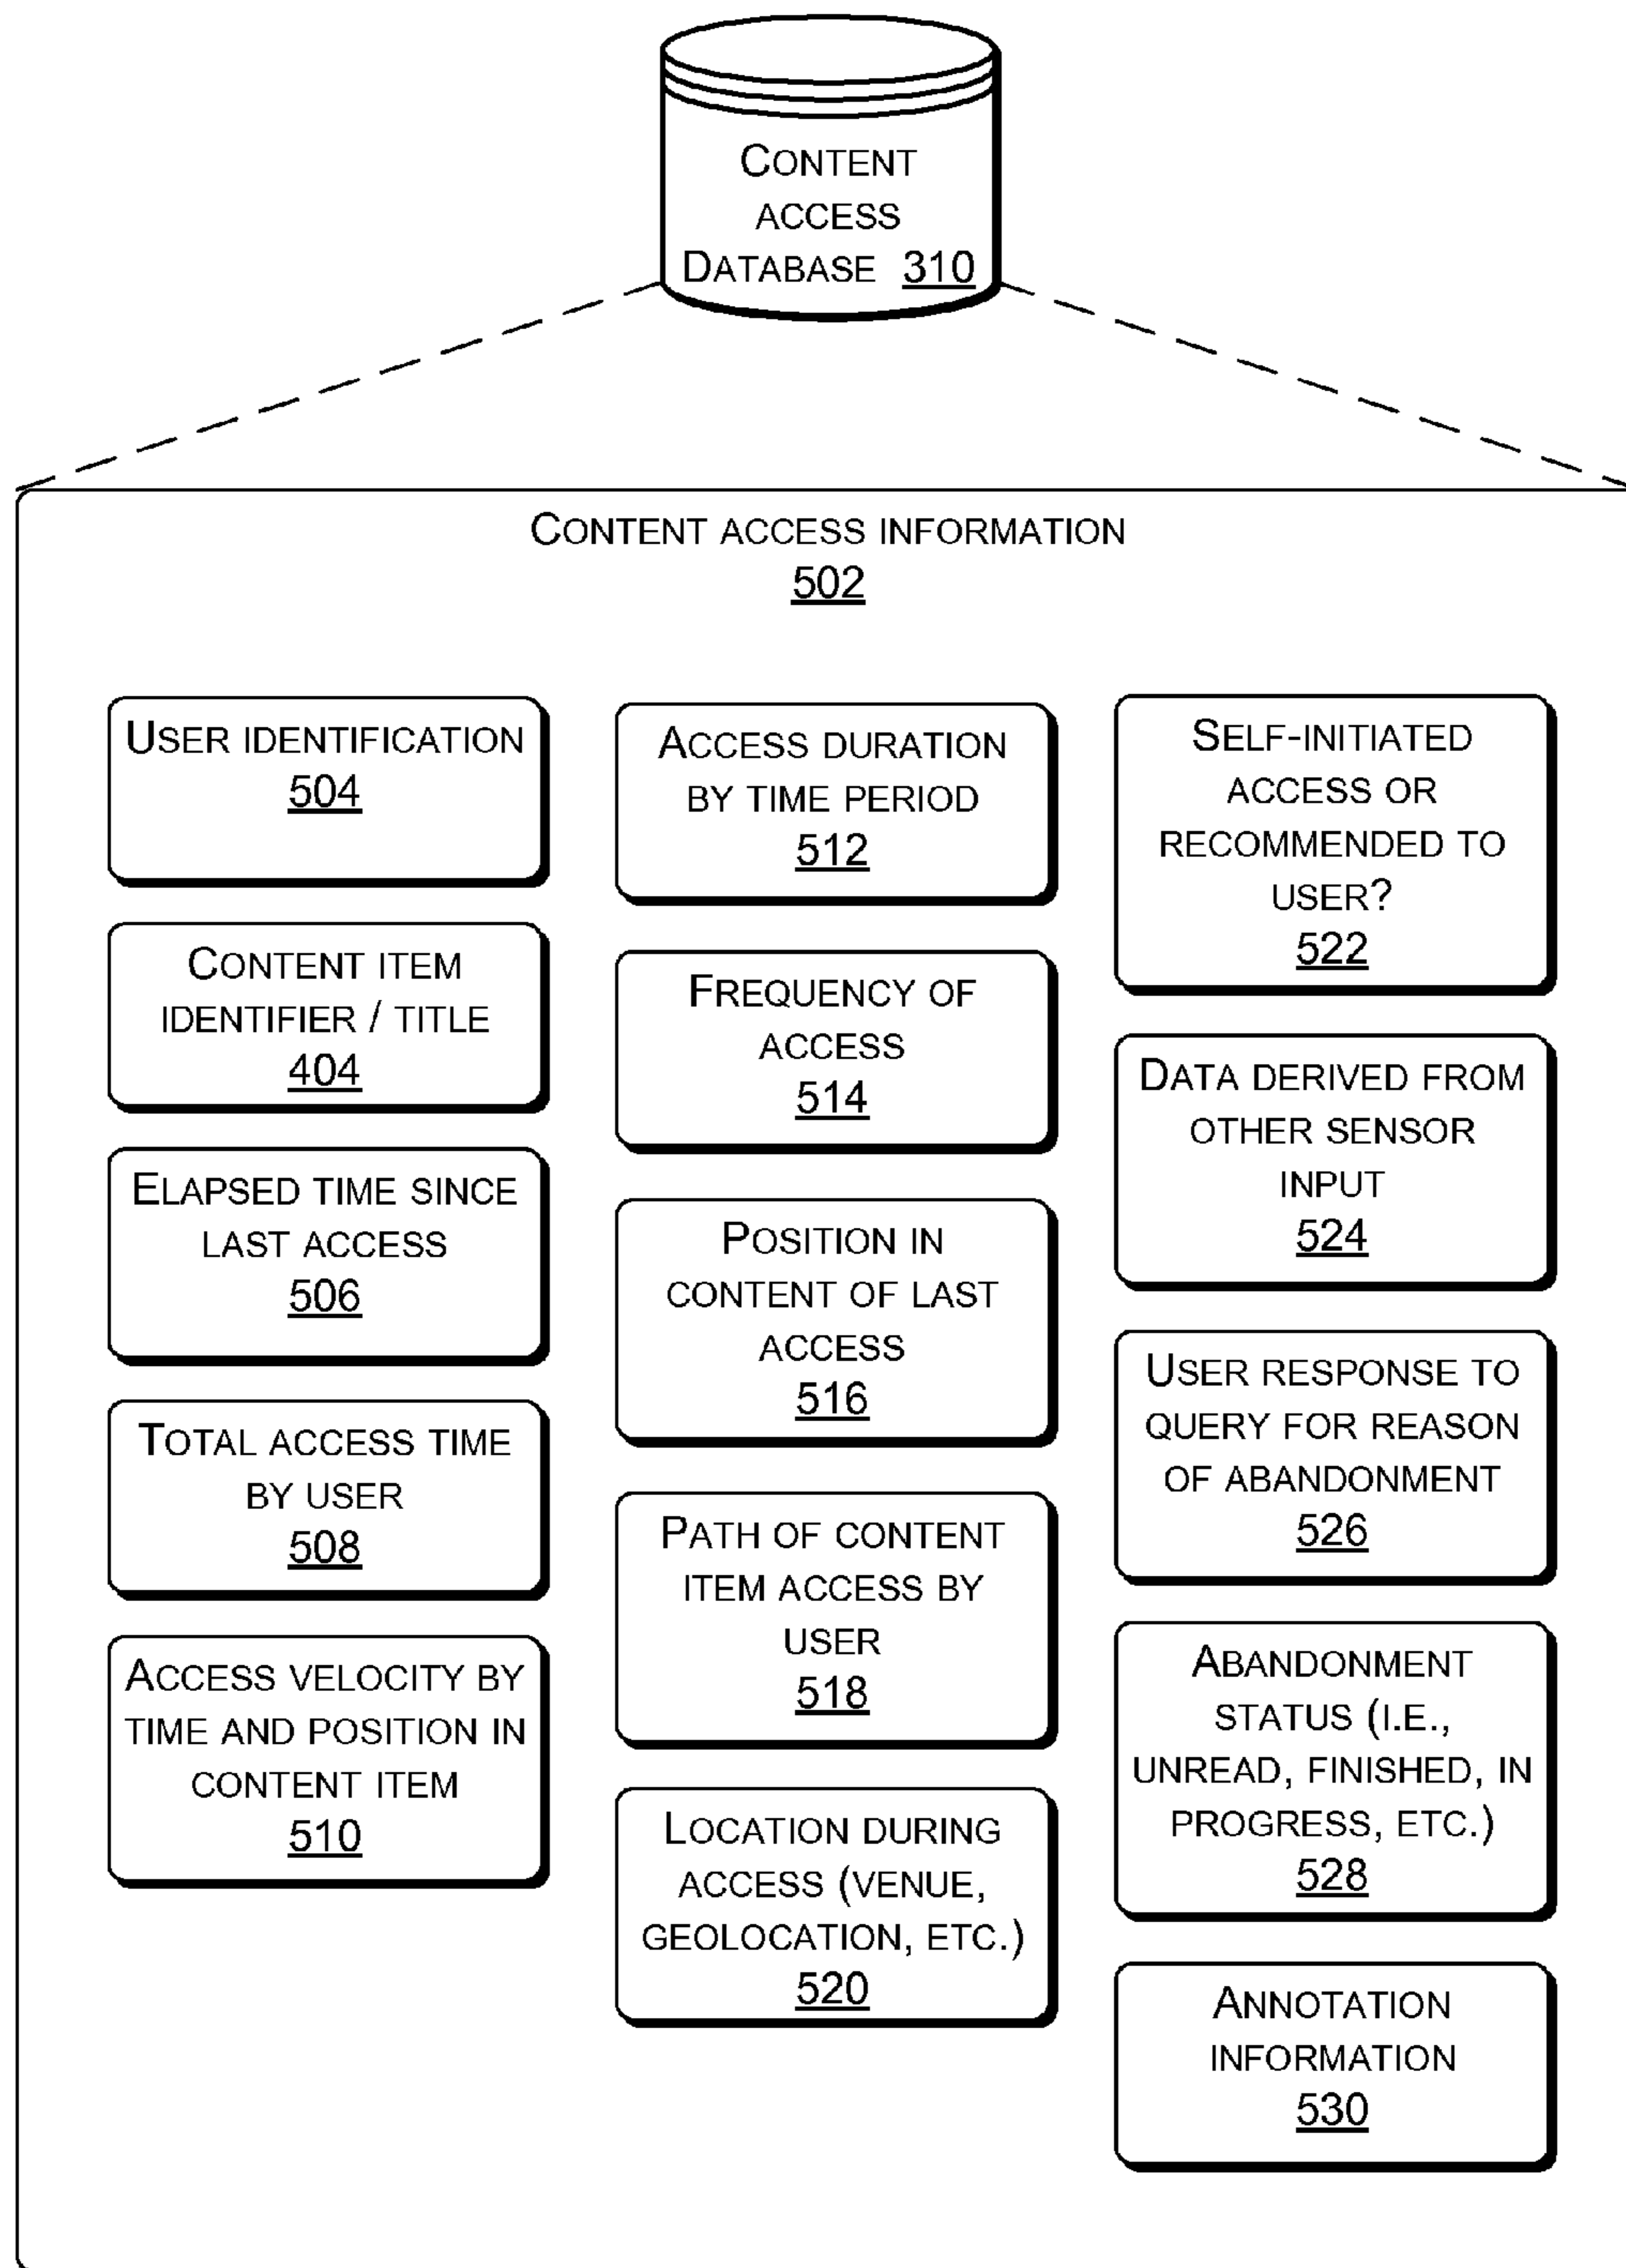 CONTENT
ACCESS
DATABASE 310
CONTENT ACCESS INFORMATION
502
USER IDENTIFICATION
504
CONTENT ITEM
IDENTIFIER / TITLE
404
ELAPSED TIME SINCE
LAST ACCESS
506
TOTAL ACCESS TIME
BY USER
508
ACCESS VELOCITY BY
TIME AND POSITION IN
CONTENT ITEM
510
ACCESS DURATION
BY TIME PERIOD
512
FREQUENCY OF
ACCESS
514
POSITION IN
CONTENT OF LAST
ACCESS
516
PATH OF CONTENT
ITEM ACCESS BY
USER
518
LOCATION DURING
ACCESS (VENUE,
GEOLOCATION, ETC.)
520
SELF-INITIATED
ACCESS OR
RECOMMENDED TO
USER?
522
DATA DERIVED FROM
OTHER SENSOR
INPUT
524
USER RESPONSE TO
QUERY FOR REASON
OF ABANDONMENT
526
ABANDONMENT
STATUS (I.E.,
UNREAD, FINISHED, IN
PROGRESS, ETC.)
528
ANNOTATION
INFORMATION
530